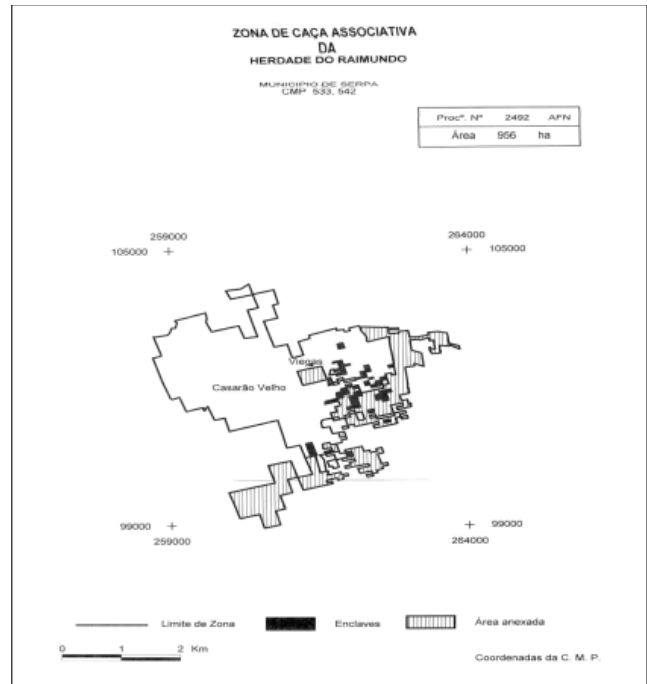 ZONA DE CAÇA ASSOCIATIVA
DA
HERDADE DO RAIMUNDO
MUNICIPIO DE SERPA
CMP 533, 542
Procº. Nº 2492 AFN
Área 956 ha
259000
105000
264000
105000
Viegas
Casarão Velho
99000
259000
99000
264000
Limite de Zona
Enclaves
Área anexada
0 1 2 Km
Coordenadas da C. M. P.